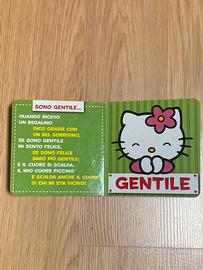 SONO GENTILE...
QUANDO RICEVO
UN REGALINO
DICO GRAZIE CON
UN BEL SORRISINO,
SE SONO GENTILE
MI SENTO FELICE,
SE SONO FELICE
SARÒ PIÙ GENTILE:
E IL CUORE SI SCALDA,
IL MIO CUORE PICCINO
E SCALDA ANCHE IL CUORE
DI CHI MI STA VICINO!
GENTILE